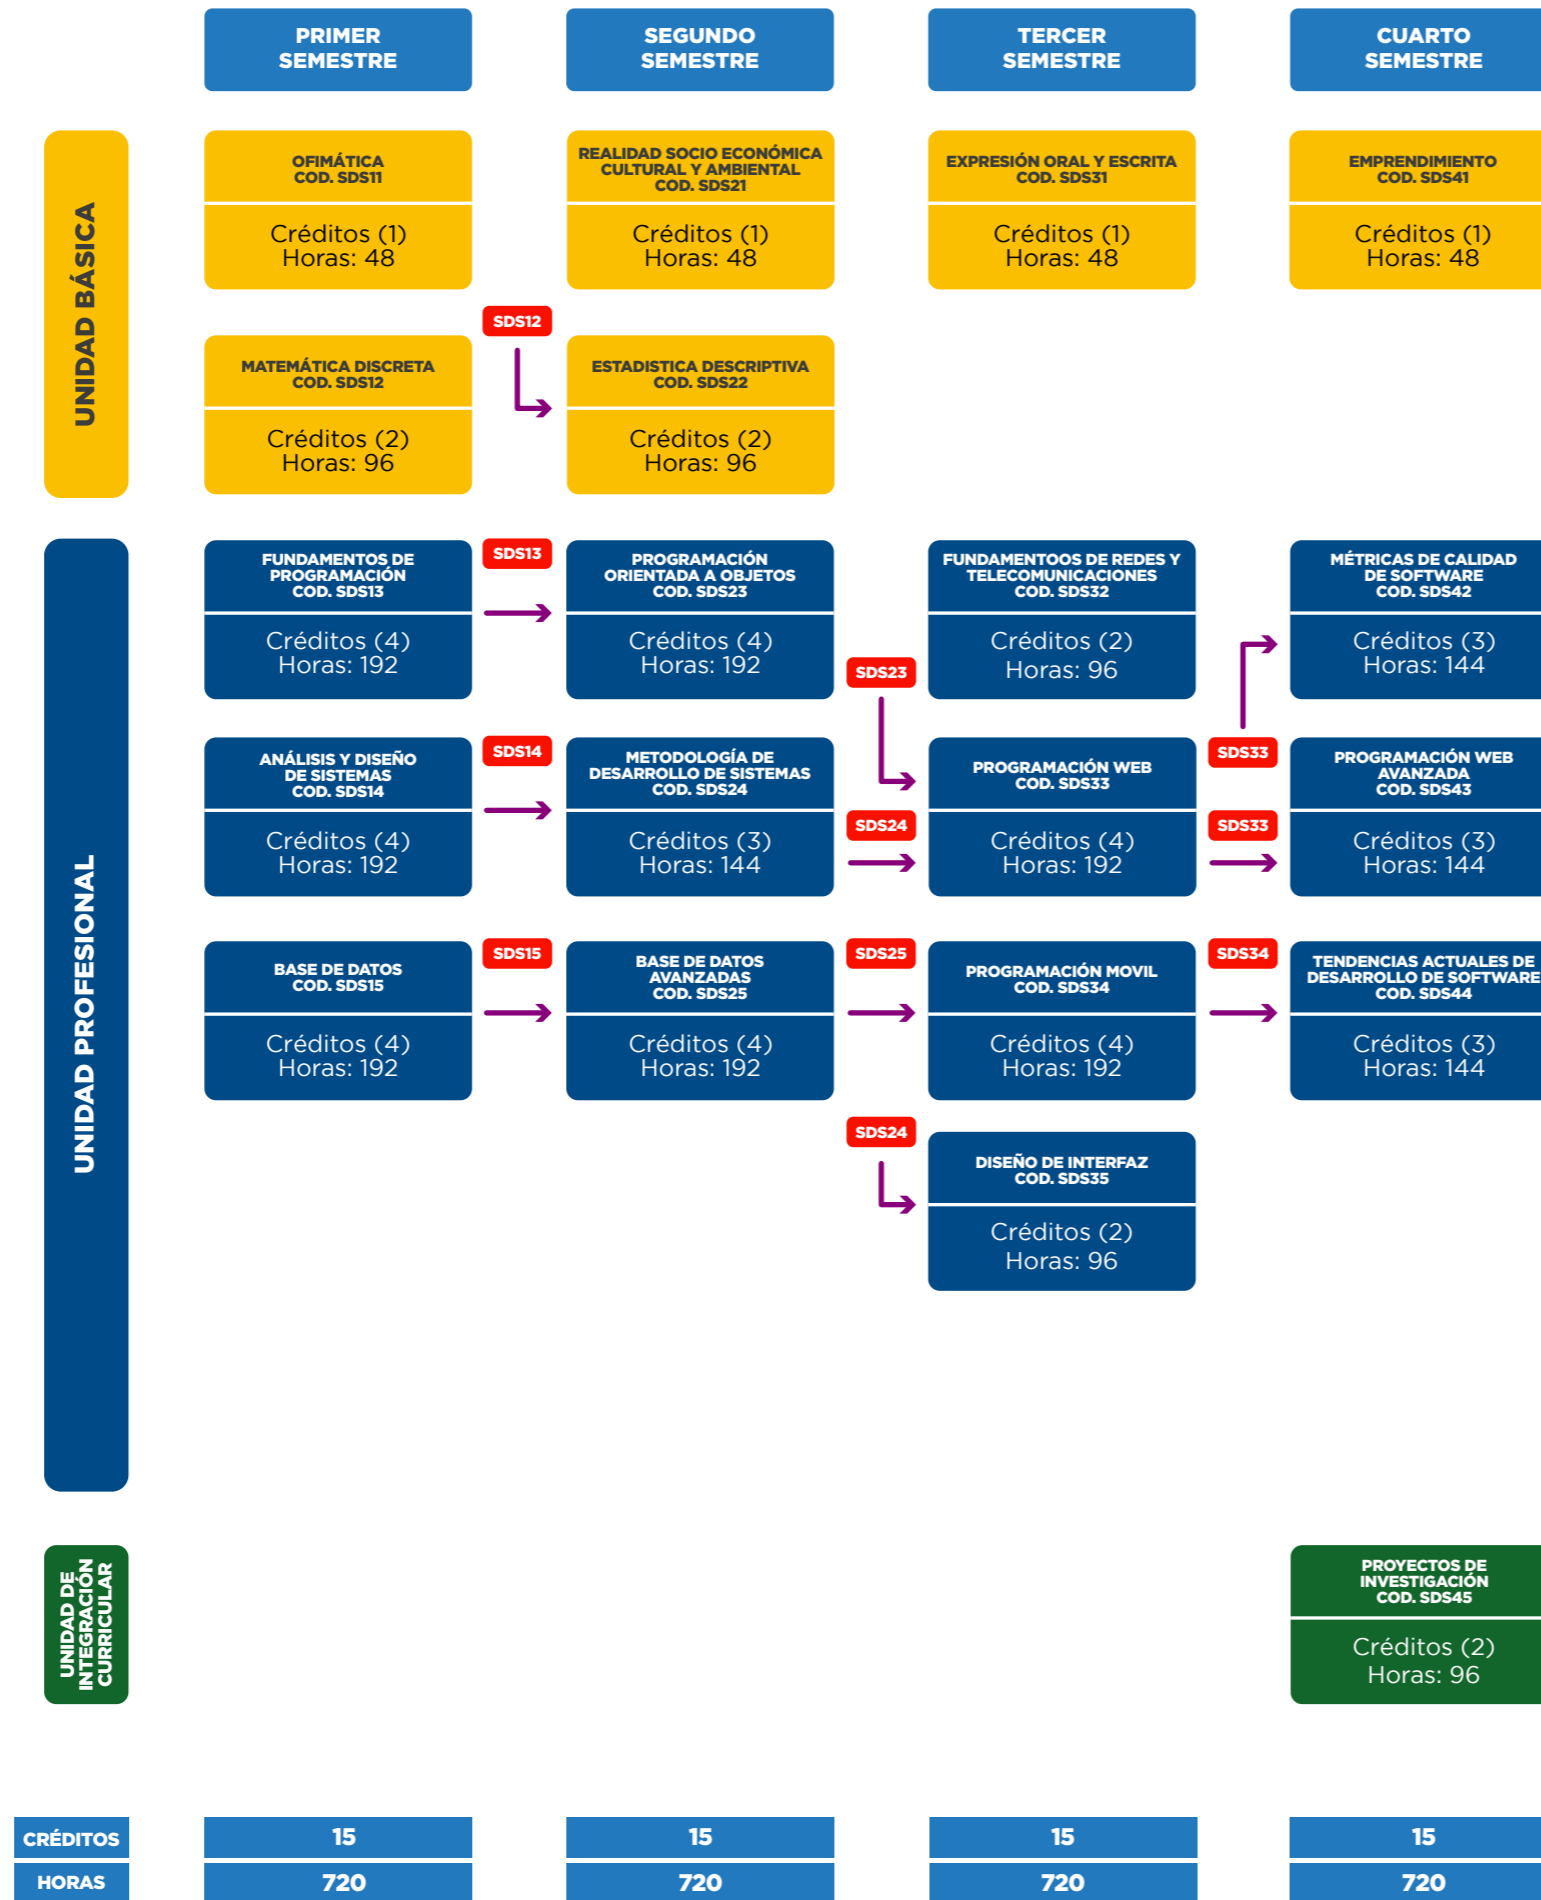 PRIMER
SEMESTRE
SEGUNDO
SEMESTRE
TERCER
SEMESTRE
CUARTO
SEMESTRE
UNIDAD BÁSICA
OFIMÁTICA
COD. SDS11
Créditos (1)
Horas: 48
REALIDAD SOCIO ECONÓMICA
CULTURAL Y AMBIENTAL
COD. SDS21
Créditos (1)
Horas: 48
EXPRESIÓN ORAL Y ESCRITA
COD. SDS31
Créditos (1)
Horas: 48
EMPRENDIMIENTO
COD. SDS41
Créditos (1)
Horas: 48
MATEMÁTICA DISCRETA
COD. SDS12
Créditos (2)
Horas: 96
SDS12
ESTADISTICA DESCRIPTIVA
COD. SDS22
Créditos (2)
Horas: 96
UNIDAD PROFESIONAL
FUNDAMENTOS DE
PROGRAMACIÓN
COD. SDS13
Créditos (4)
Horas: 192
SDS13
PROGRAMACIÓN
ORIENTADA A OBJETOS
COD. SDS23
Créditos (4)
Horas: 192
SDS23
FUNDAMENTOOS DE REDES Y
TELECOMUNICACIONES
COD. SDS32
Créditos (2)
Horas: 96
MÉTRICAS DE CALIDAD
DE SOFTWARE
COD. SDS42
Créditos (3)
Horas: 144
ANÁLISIS Y DISEÑO
DE SISTEMAS
COD. SDS14
Créditos (4)
Horas: 192
SDS14
METODOLOGÍA DE
DESARROLLO DE SISTEMAS
COD. SDS24
Créditos (3)
Horas: 144
SDS24
PROGRAMACIÓN WEB
COD. SDS33
Créditos (4)
Horas: 192
SDS33
SDS33
PROGRAMACIÓN WEB
AVANZADA
COD. SDS43
Créditos (3)
Horas: 144
BASE DE DATOS
COD. SDS15
Créditos (4)
Horas: 192
SDS15
BASE DE DATOS
AVANZADAS
COD. SDS25
Créditos (4)
Horas: 192
SDS25
PROGRAMACIÓN MOVIL
COD. SDS34
Créditos (4)
Horas: 192
SDS34
TENDENCIAS ACTUALES DE
DESARROLLO DE SOFTWARE
COD. SDS44
Créditos (3)
Horas: 144
SDS24
DISEÑO DE INTERFAZ
COD. SDS35
Créditos (2)
Horas: 96
UNIDAD DE
INTEGRACIÓN
CURRICULAR
PROYECTOS DE
INVESTIGACIÓN
COD. SDS45
Créditos (2)
Horas: 96
CRÉDITOS
15
15
15
15
HORAS
720
720
720
720